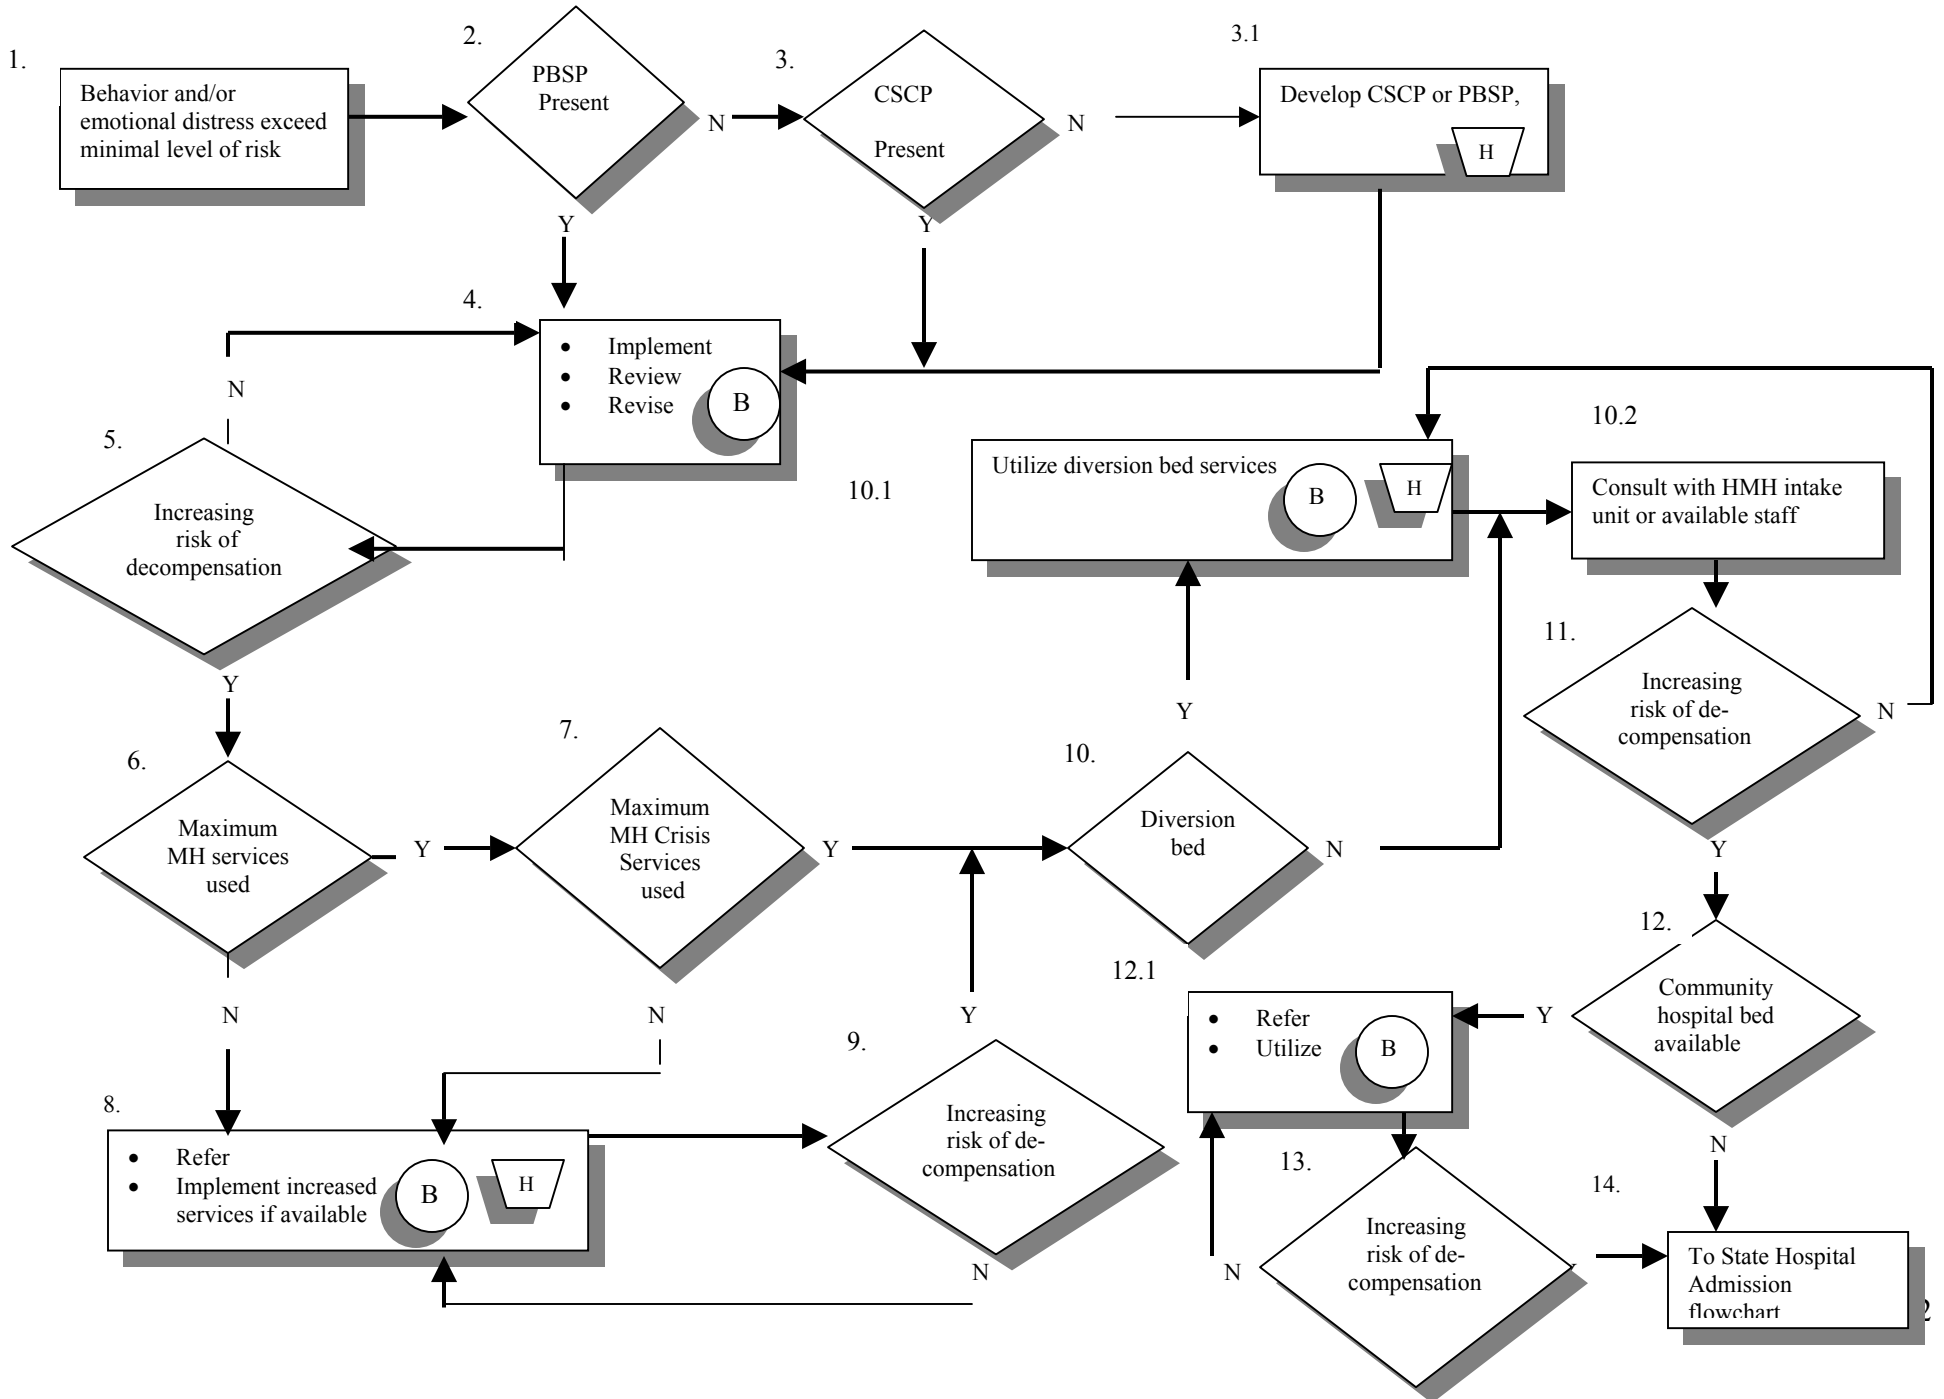 1.
Behavior and/or
emotional distress exceed
minimal level of risk
2.
PBSP
Present
N
Y
3.
CSCP
Present
N
Y
3.1
Develop CSCP or PBSP,
H
4.
• Implement
• Review
• Revise
B
N
5.
Increasing
risk of
decompensation
Y
6.
Maximum
MH services
used
Y
N
7.
Maximum
MH Crisis
Services
used
Y
N
8.
• Refer
• Implement increased
services if available
B
H
9.
Increasing
risk of de-
compensation
Y
N
10.
Diversion
bed
Y
N
10.1
Utilize diversion bed services
B
H
10.2
Consult with HMH intake
unit or available staff
11.
Increasing
risk of de-
compensation
N
Y
12.
Community
hospital bed
available
Y
N
12.1
• Refer
• Utilize
B
13.
Increasing
risk of de-
compensation
N
14.
To State Hospital
Admission
flowchart
2